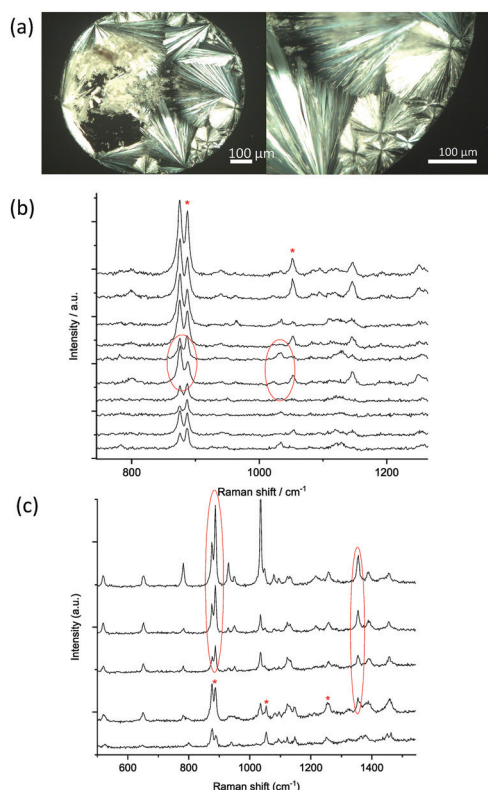 (a)
100 µm
100 µm
(b)
*
*
Intensity / a.u.
800
1000
1200
Raman shift / cm-1
(c)
*
*
*
Intensity (a.u.)
600
800
1000
1200
1400
Raman shift (cm-1)